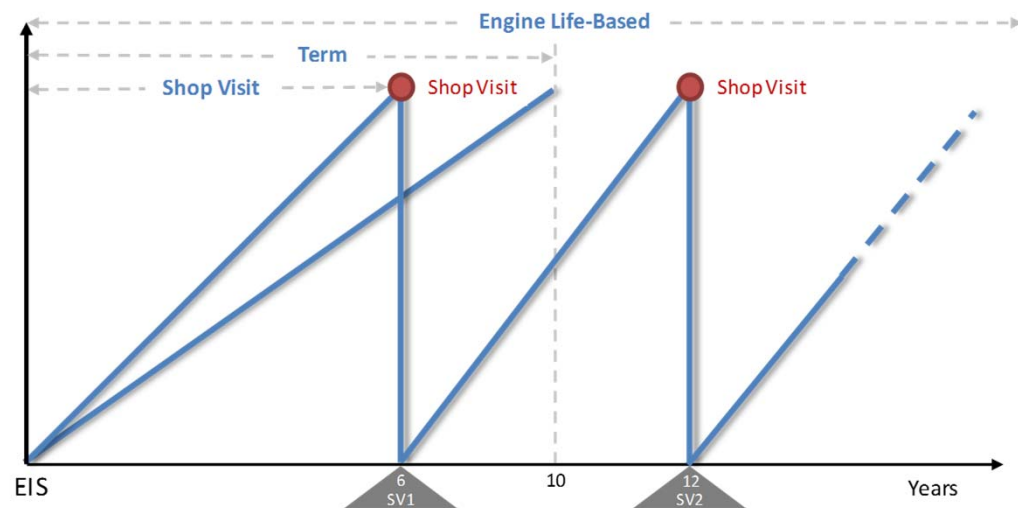 Engine Life-Based
Term
Shop Visit
Shop Visit
Shop Visit
EIS
6
SV1
10
12
SV2
Years